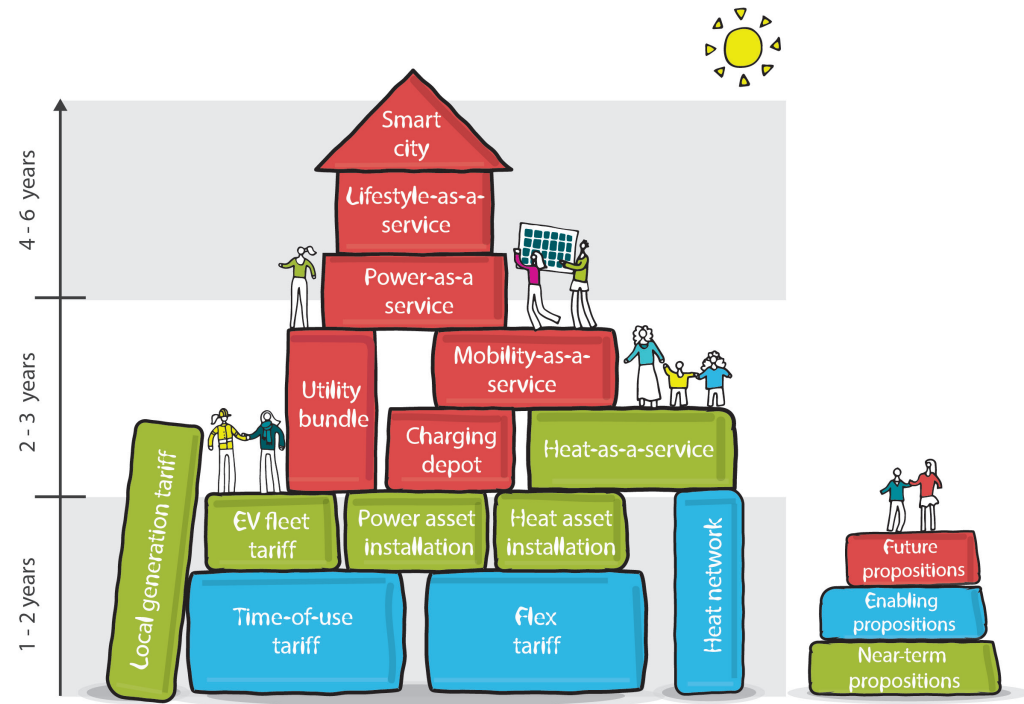 4 - 6 years
2 - 3 years
1 - 2 years
Smart
city
Lifestyle-as-a-
service
Power-as-a
service
Utility
bundle
Mobility-as-a-
service
Charging
depot
Heat-as-a-service
Local generation tariff
EV fleet
tariff
Power asset
installation
Heat asset
installation
Heat network
Time-of-use
tariff
Flex
tariff
Future
propositions
Enabling
propositions
Near-term
propositions